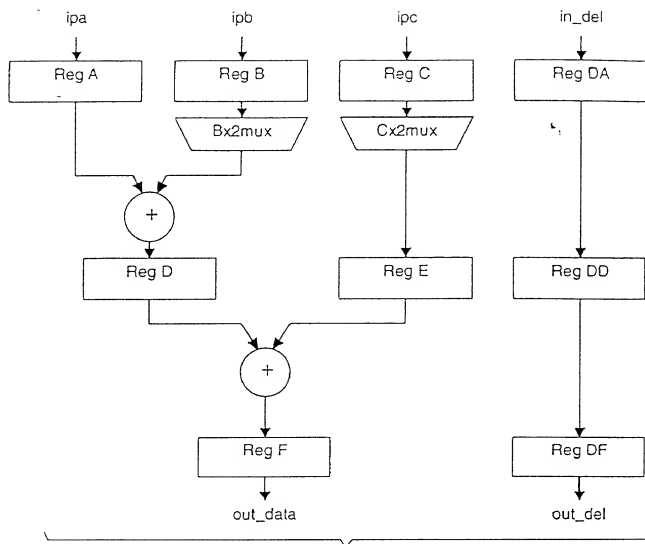 ipa ipb ipc in_del
Reg A Reg B Reg C Reg DA
Bx2mux Cx2mux
+
Reg D Reg E Reg DD
+
Reg F Reg DF
out_data out_del